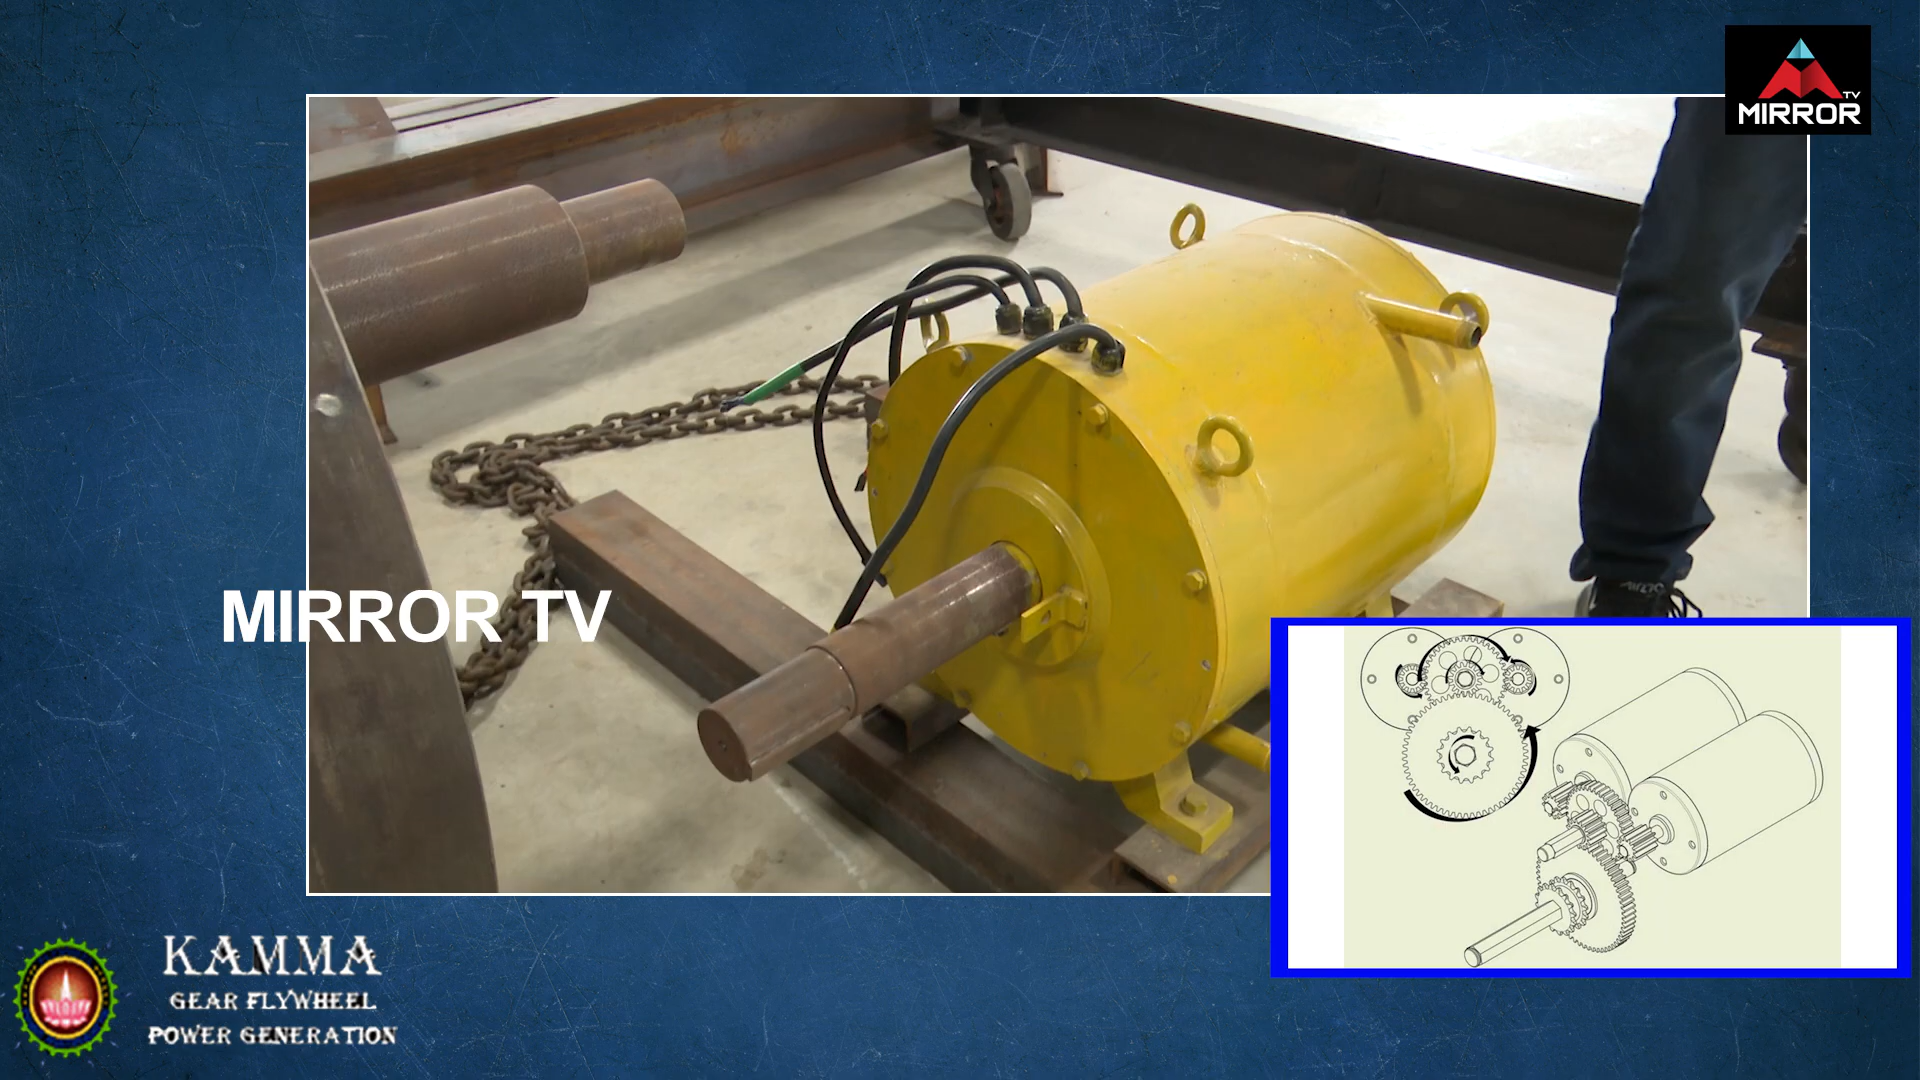 TV
MIRROR
MIRROR TV
KAMMA
GEAR FLYWHEEL
POWER GENERATION